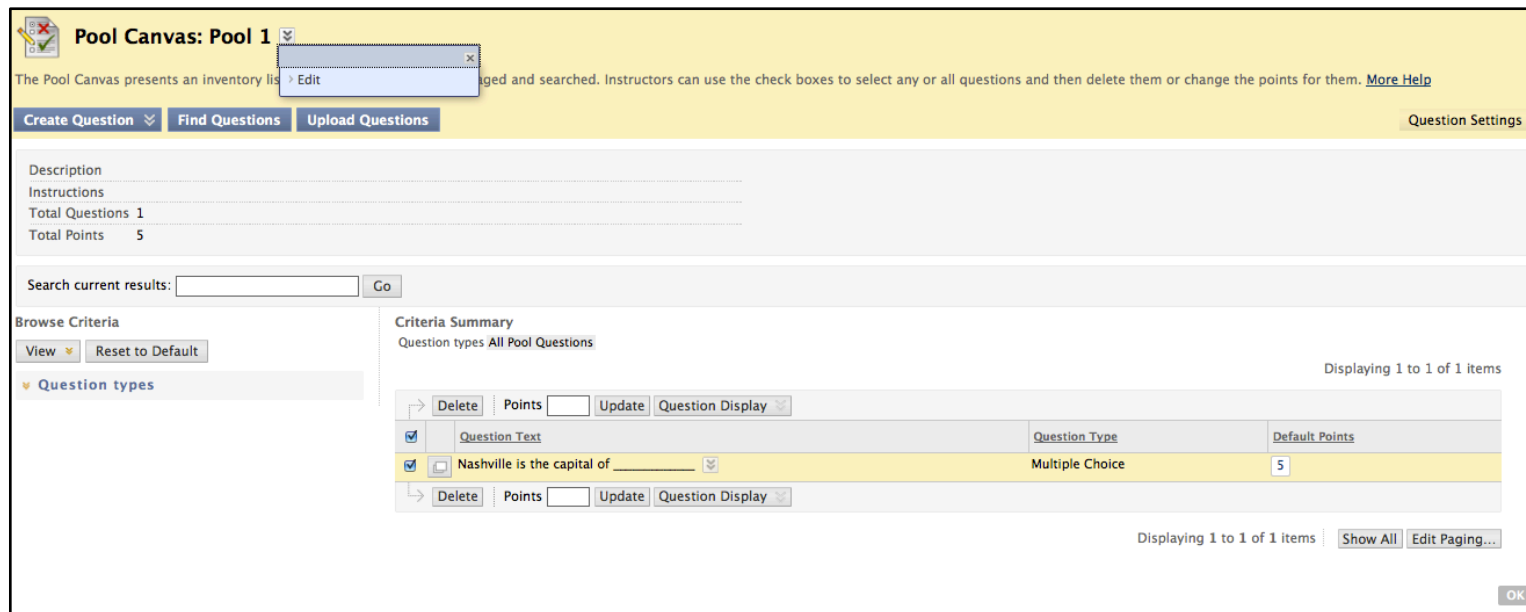 Pool Canvas: Pool 1
Edit
The Pool Canvas presents an inventory lis aged and searched. Instructors can use the check boxes to select any or all questions and then delete them or change the points for them. More Help
Create Question Find Questions Upload Questions Question Settings
Description
Instructions
Total Questions 1
Total Points 5
Search current results: Go
Browse Criteria
View Reset to Default
Question types
Criteria Summary
Question types All Pool Questions
Displaying 1 to 1 of 1 items
Delete Points Update Question Display
Question Text Question Type Default Points
Nashville is the capital of ____________ Multiple Choice 5
Delete Points Update Question Display
Displaying 1 to 1 of 1 items Show All Edit Paging...
OK